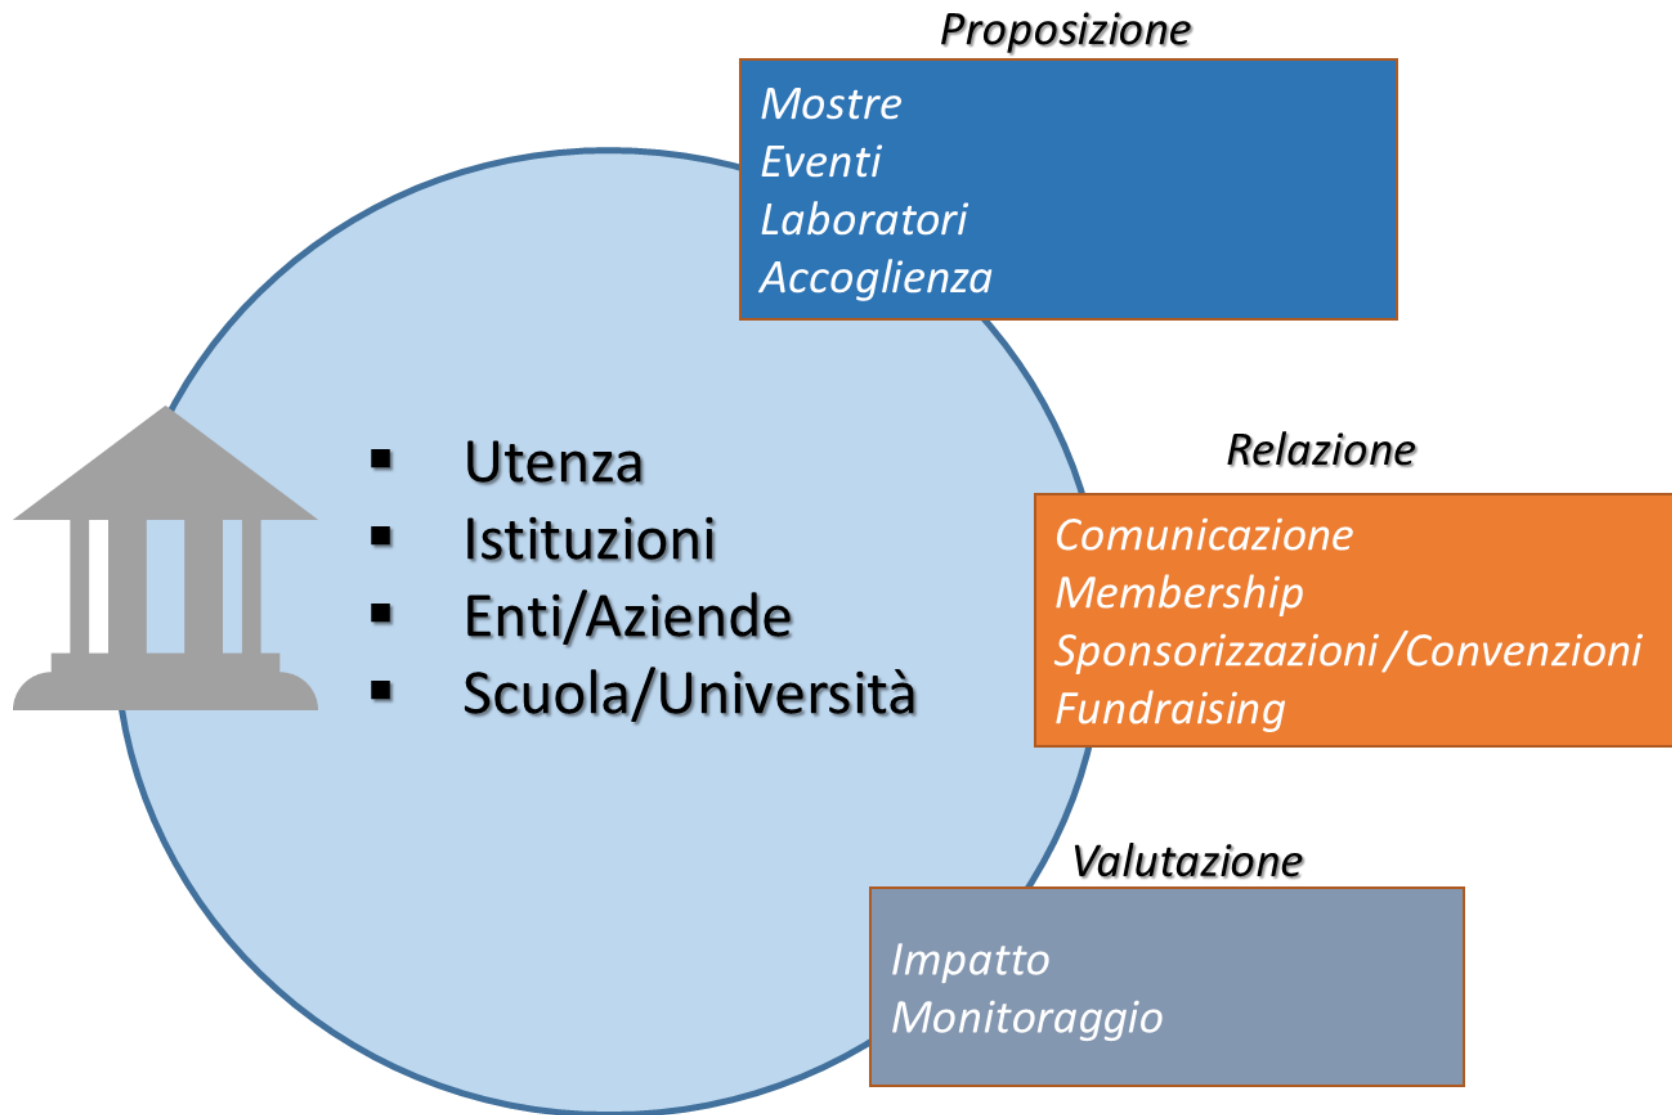 Proposizione
Mostre
Eventi
Laboratori
Accoglienza
▪ Utenza
▪ Istituzioni
▪ Enti/Aziende
▪ Scuola/Università
Relazione
Comunicazione
Membership
Sponsorizzazioni/Convenzioni
Fundraising
Valutazione
Impatto
Monitoraggio